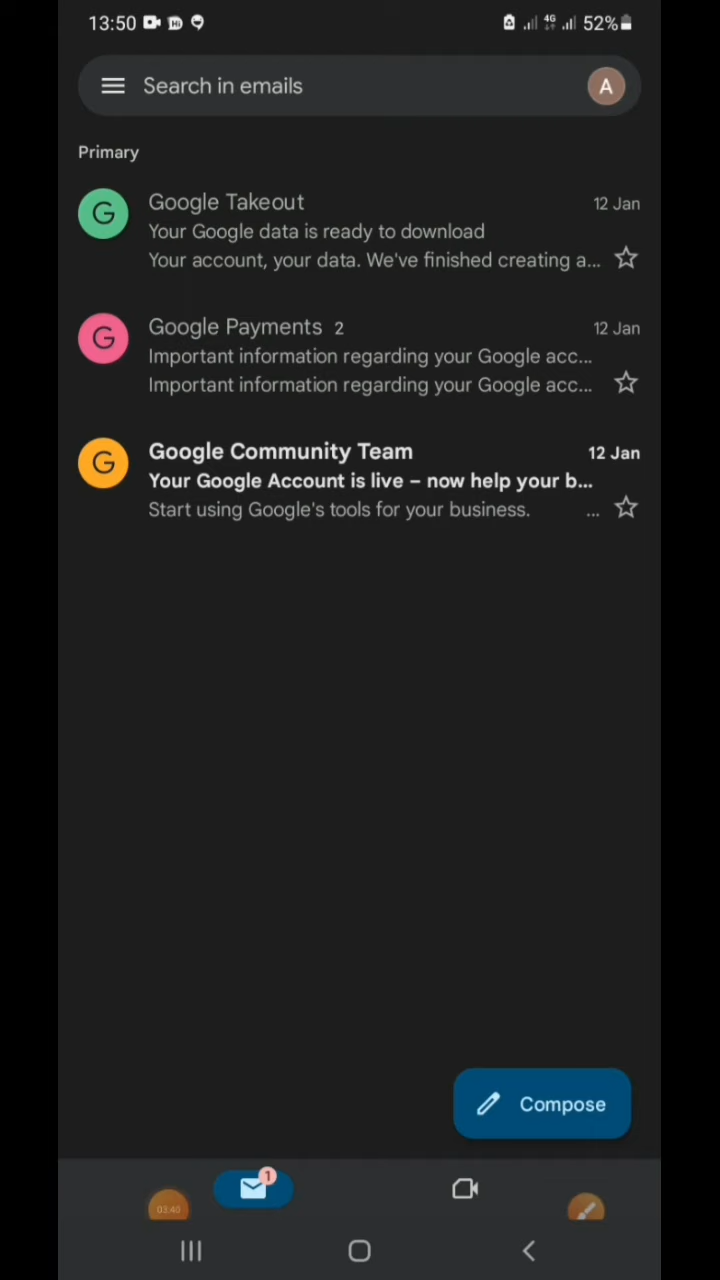 13:50 4G 52%
Search in emails A
Primary
G Google Takeout 12 Jan
Your Google data is ready to download
Your account, your data. We've finished creating a...
G Google Payments 2 12 Jan
Important information regarding your Google acc...
Important information regarding your Google acc...
G Google Community Team 12 Jan
Your Google Account is live – now help your b...
Start using Google's tools for your business. ...
Compose
1
03:40